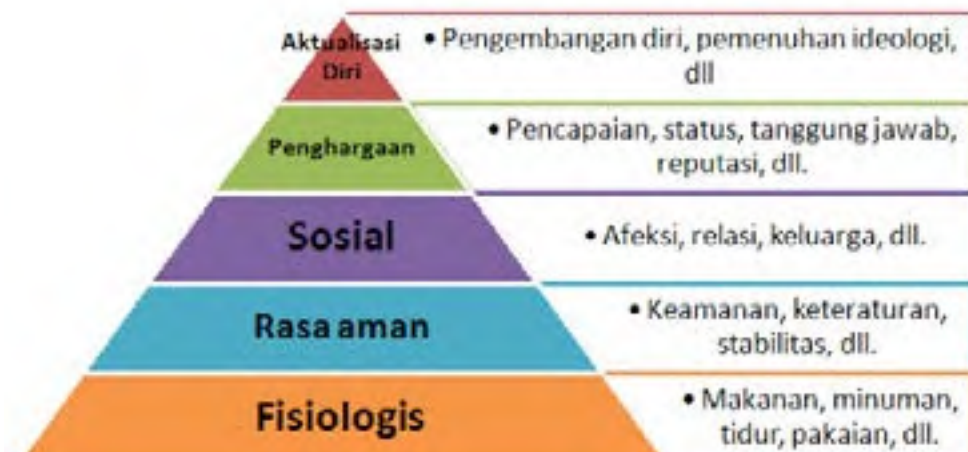 Aktualisasi
Diri
• Pengembangan diri, pemenuhan ideologi,
dll
Penghargaan
• Pencapaian, status, tanggung jawab,
reputasi, dll.
Sosial
• Afeksi, relasi, keluarga, dll.
Rasa aman
• Keamanan, keteraturan,
stabilitas, dll.
Fisiologis
• Makanan, minuman,
tidur, pakaian, dll.